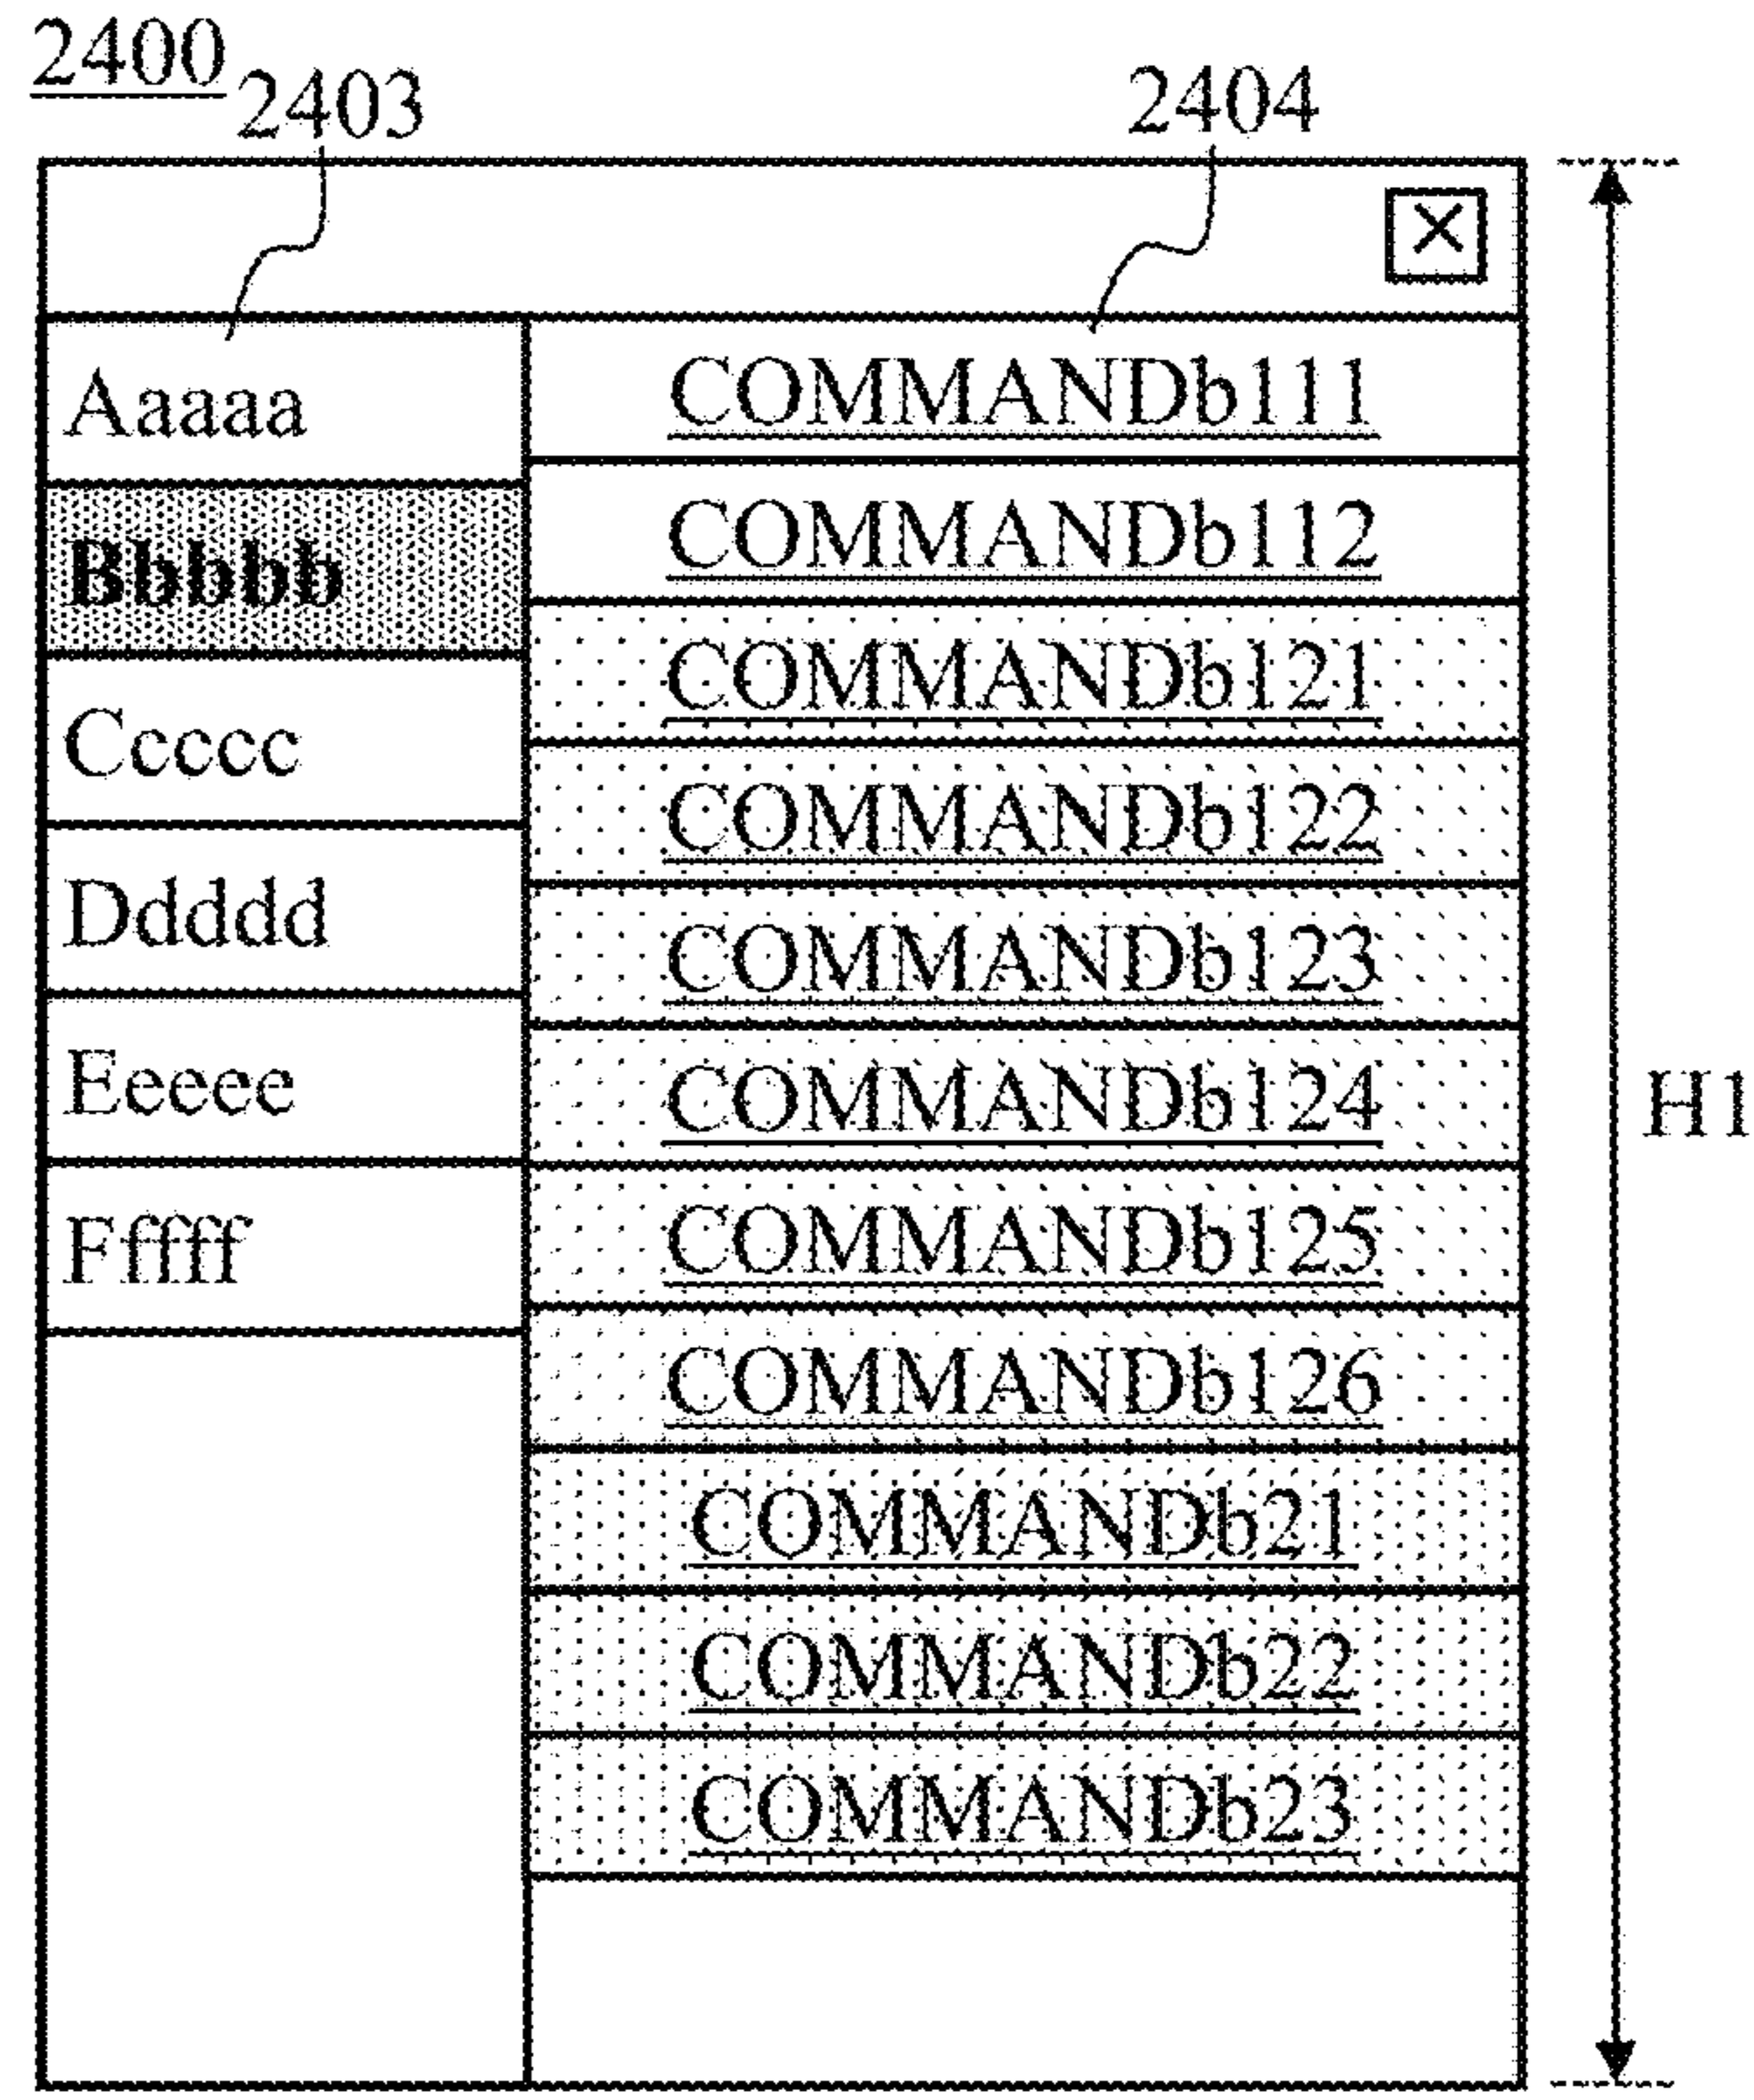 2400
2403
2404
X
Aaaaa
Bbbbb
Ccccc
Ddddd
Eeeee
Fffff
COMMANDb111
COMMANDb112
COMMANDb121
COMMANDb122
COMMANDb123
COMMANDb124
COMMANDb125
COMMANDb126
COMMANDb21
COMMANDb22
COMMANDb23
H1